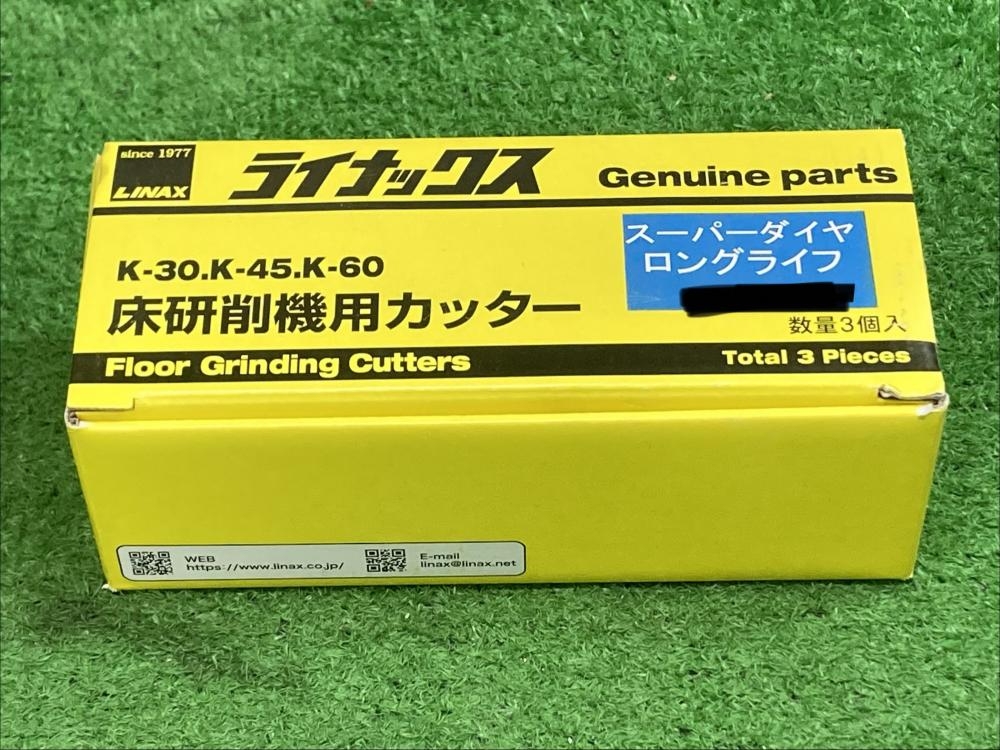 since 1977
LINAX
ライナックス
Genuine parts
K-30.K-45.K-60
床研削機用カッター
スーパーダイヤ
ロングライフ
数量3個入
Floor Grinding Cutters
Total 3 Pieces
WEB
https://www.linax.co.jp/
E-mail
linax@linax.net